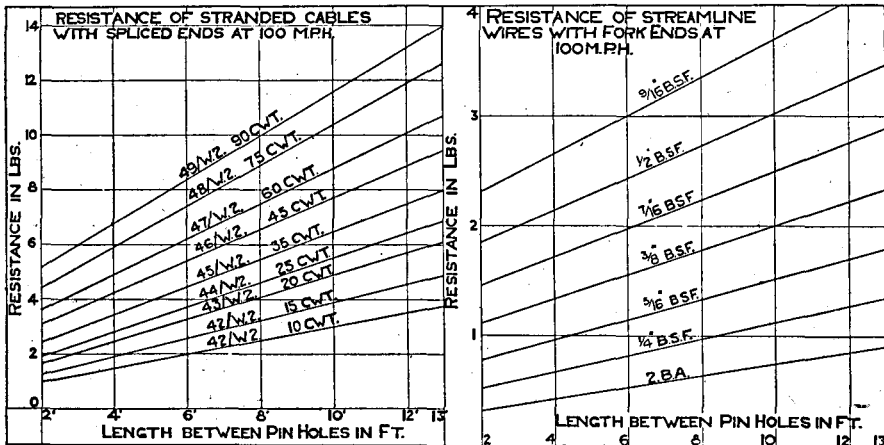 RESISTANCE OF STRANDED CABLES
WITH SPLICED ENDS AT 100 M.P.H.
14
12
10
8
6
4
2
0
RESISTANCE IN LBS.
49/W.2. 90 CWT.
48/W.2. 75 CWT.
47/W.2. 60 CWT.
46/W.2. 45 CWT.
45/W.2. 35 CWT.
44/W.2. 25 CWT.
43/W.2. 20 CWT.
42/W.2. 15 CWT.
42/W.2. 10 CWT.
2' 4' 6' 8' 10' 12' 13'
LENGTH BETWEEN PIN HOLES IN FT.
RESISTANCE OF STREAMLINE
WIRES WITH FORK ENDS AT
100 M.P.H.
4
3
2
1
RESISTANCE IN LBS.
9/16" B.S.F.
1/2" B.S.F.
7/16" B.S.F.
3/8" B.S.F.
5/16" B.S.F.
1/4" B.S.F.
2.B.A.
LENGTH BETWEEN PIN HOLES IN FT.
2 4 6 8 10 12 13